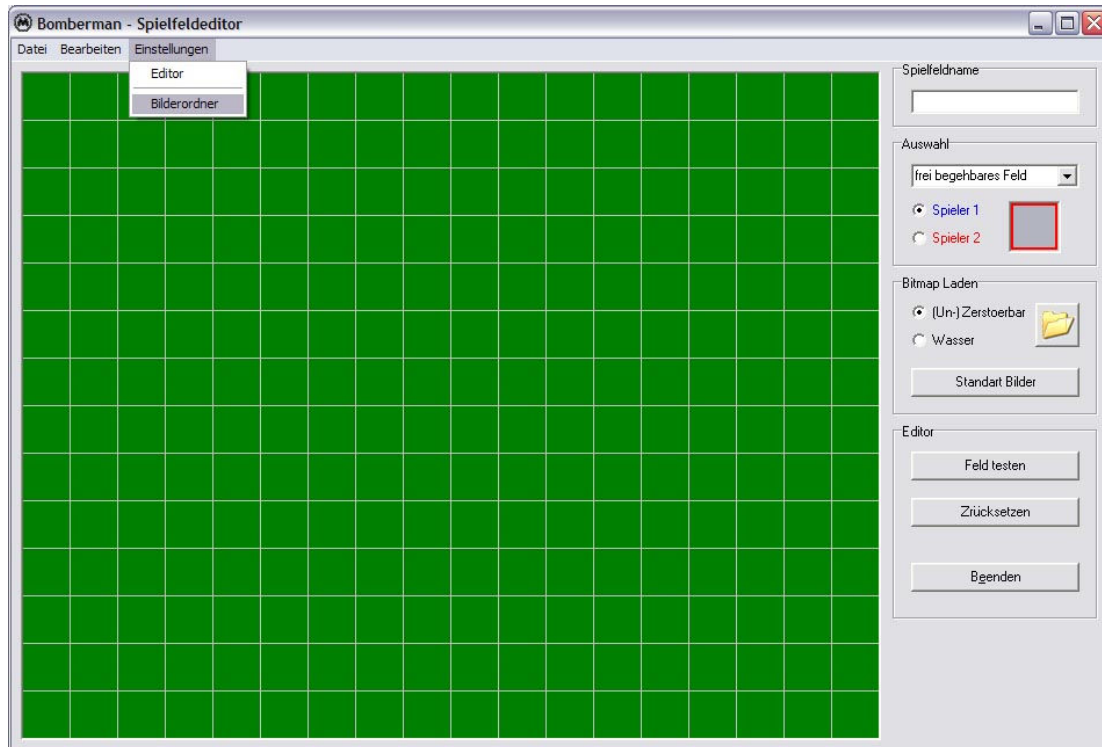 Bomberman - Spielfeldeditor
Datei Bearbeiten Einstellungen
Editor
Bilderordner
Spielfeldname
Auswahl
frei begehbares Feld
Spieler 1
Spieler 2
Bitmap Laden
(Un-) Zerstoerbar
Wasser
Standart Bilder
Editor
Feld testen
Zrücksetzen
Beenden